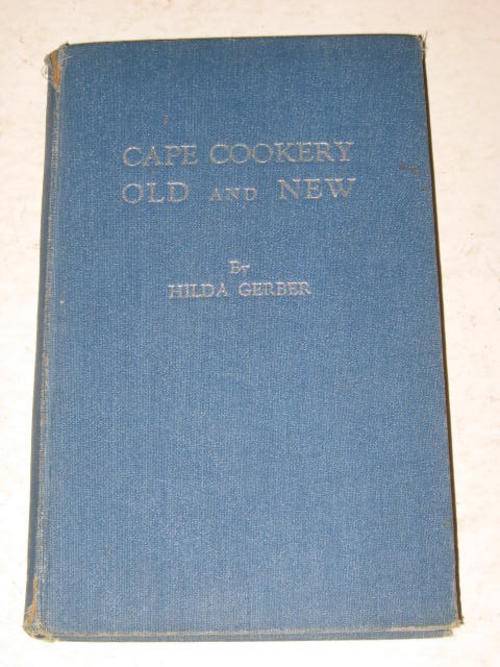 CAPE COOKERY
OLD AND NEW
By
HILDA GERBER